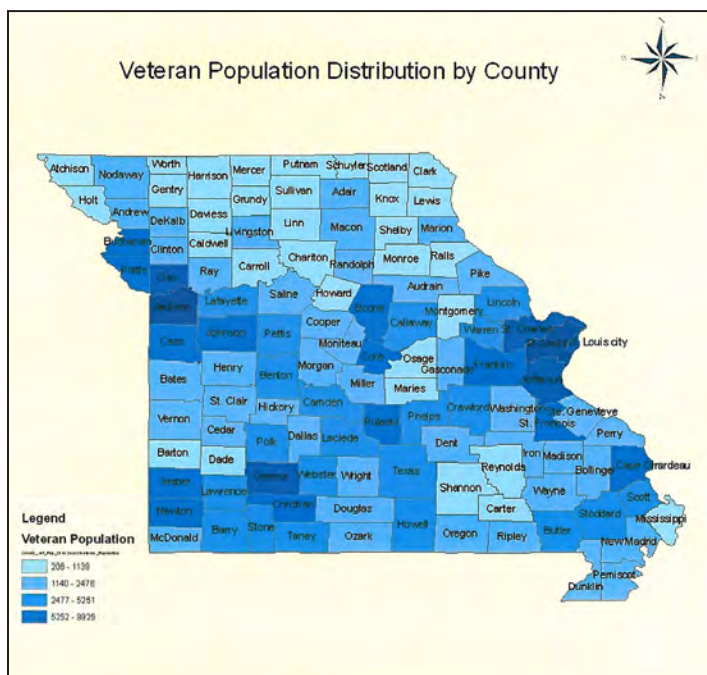 Veteran Population Distribution by County
Atchison Nodaway Worth Harrison Mercer Putnam Schuyler Scotland Clark
Holt Andrew Gentry Daviess Grundy Sullivan Adair Knox Lewis
DeKalb Livingston Linn Macon Shelby Marion
Buchanan Clinton Caldwell Chariton Randolph Monroe Ralls
Platte Clay Ray Carroll Saline Howard Audrain Pike
Jackson Lafayette Cooper Boone Callaway Montgomery Lincoln
Cass Johnson Pettis Moniteau Cole Osage Gasconade Warren St. Charles
Louis city
Bates Henry Benton Morgan Miller Maries Franklin Jefferson
Vernon St. Clair Hickory Camden Pulaski Phelps Crawford Washington Ste. Genevieve
St. Francois Perry
Barton Cedar Polk Dallas Laclede Dent Iron Madison
Dade Reynolds Bollinger Cape Girardeau
Jasper Lawrence Greene Webster Wright Texas Shannon Wayne Scott
Newton Christian Douglas Carter Stoddard Mississippi
McDonald Barry Stone Taney Ozark Howell Oregon Ripley Butler New Madrid
Dunklin Pemiscot
Legend
Veteran Population
206 - 1139
1140 - 2476
2477 - 5251
5252 - 9925